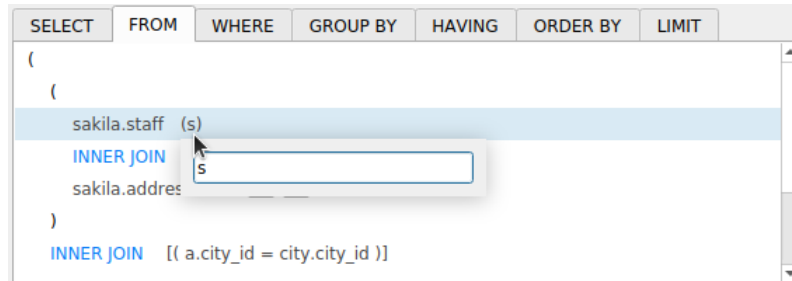 SELECT FROM WHERE GROUP BY HAVING ORDER BY LIMIT
(
(
sakila.staff (s)
INNER JOIN
s
sakila.addres
)
INNER JOIN [( a.city_id = city.city_id )]